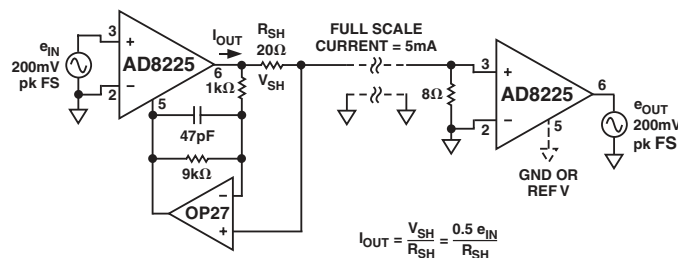 e_IN
200mV
pk FS
3
+
2
–
AD8225
5
6
I_OUT
R_SH
20Ω
V_SH
1kΩ
47pF
9kΩ
–
+
OP27
FULL SCALE
CURRENT = 5mA
8Ω
3
+
2
–
AD8225
6
5
GND OR
REF V
e_OUT
200mV
pk FS
I_OUT = V_SH / R_SH = 0.5 e_IN / R_SH